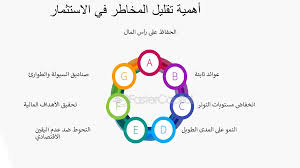 أهمية تقليل المخاطر في الاستثمار
الحفاظ على راس المال
صناديق السيولة والطوارئ
عوائد ثابتة
تحقيق الأهداف المالية
انخفاض مستويات التوتر
التحوط ضد عدم اليقين
الاقتصادي
النمو على المدى الطويل
A
B
C
D
E
F
G